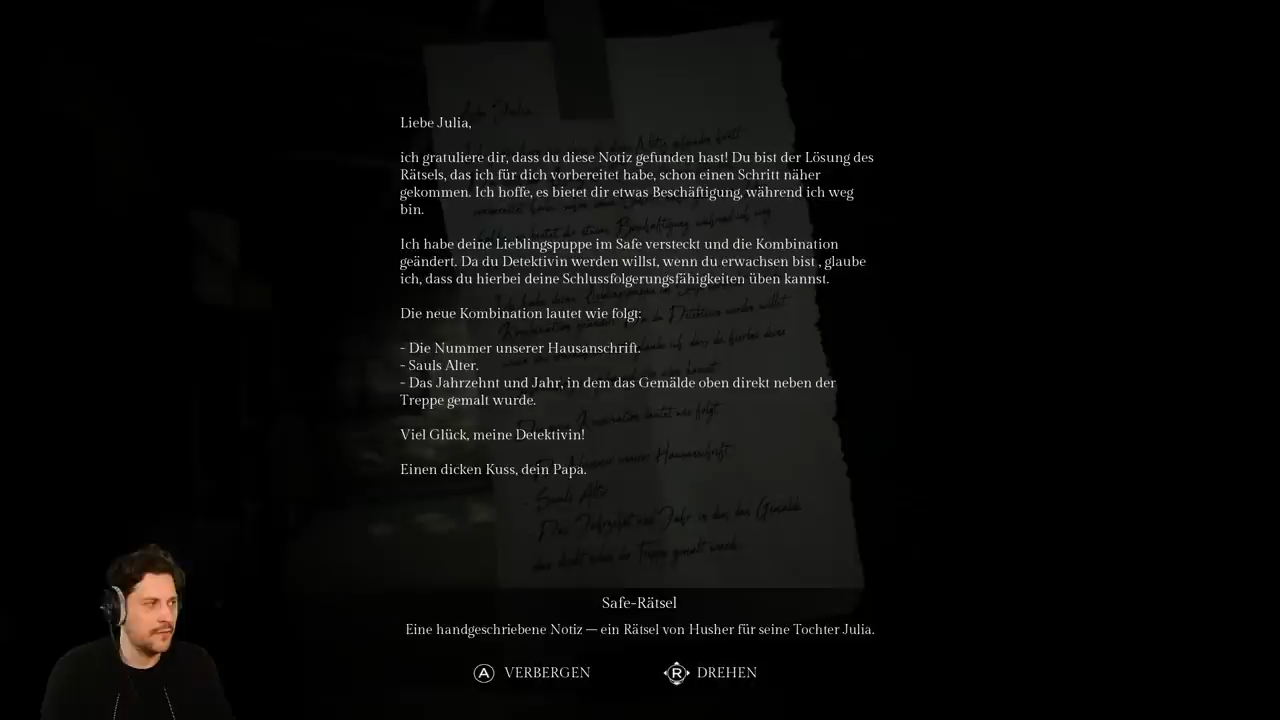 Liebe Julia,
ich gratuliere dir, dass du diese Notiz gefunden hast! Du bist der Lösung des
Rätsels, das ich für dich vorbereitet habe, schon einen Schritt näher
gekommen. Ich hoffe, es bietet dir etwas Beschäftigung, während ich weg
bin.
Ich habe deine Lieblingspuppe im Safe versteckt und die Kombination
geändert. Da du Detektivin werden willst, wenn du erwachsen bist , glaube
ich, dass du hierbei deine Schlussfolgerungsfähigkeiten üben kannst.
Die neue Kombination lautet wie folgt:
- Die Nummer unserer Hausanschrift.
- Sauls Alter.
- Das Jahrzehnt und Jahr, in dem das Gemälde oben direkt neben der
Treppe gemalt wurde.
Viel Glück, meine Detektivin!
Einen dicken Kuss, dein Papa.
Safe-Rätsel
Eine handgeschriebene Notiz — ein Rätsel von Husher für seine Tochter Julia.
A VERBERGEN R DREHEN